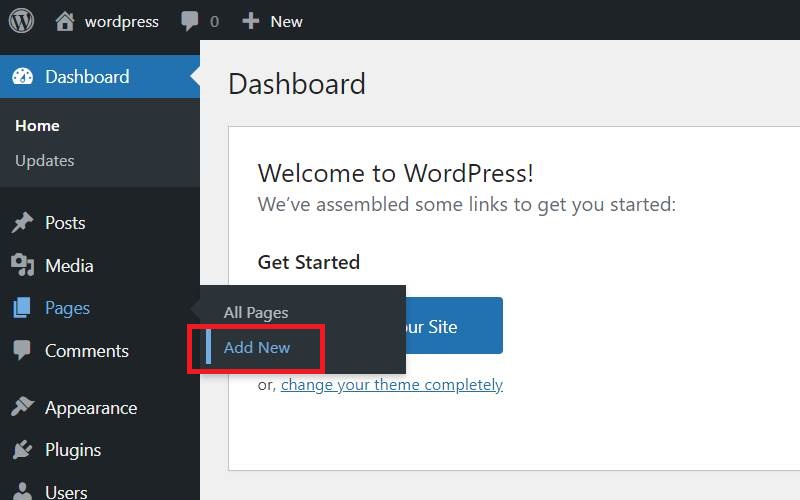 wordpress 0 New
Dashboard
Home
Updates
Posts
Media
Pages
Comments
Appearance
Plugins
Users
Dashboard
Welcome to WordPress!
We've assembled some links to get you started:
Get Started
All Pages
Add New
Your Site
or, change your theme completely